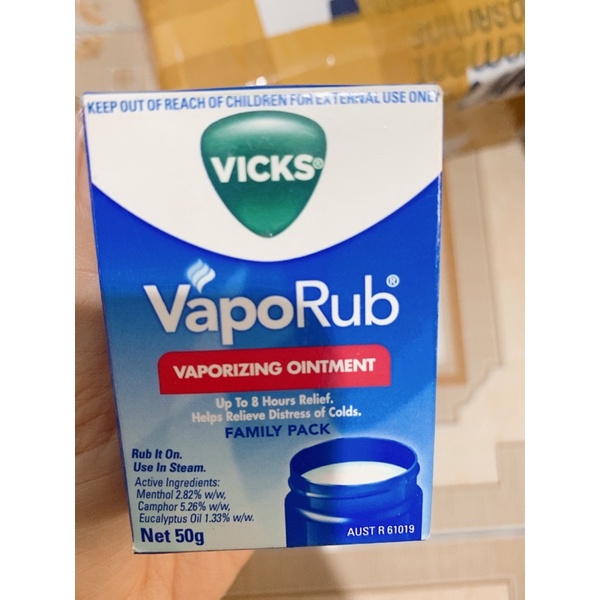 KEEP OUT OF REACH OF CHILDREN FOR EXTERNAL USE ONLY
VICKS®
VapoRub®
VAPORIZING OINTMENT
Up To 8 Hours Relief.
Helps Relieve Distress of Colds.
FAMILY PACK
Rub It On.
Use In Steam.
Active Ingredients:
Menthol 2.82% w/w,
Camphor 5.26% w/w,
Eucalyptus Oil 1.33% w/w.
Net 50g
AUST R 61019